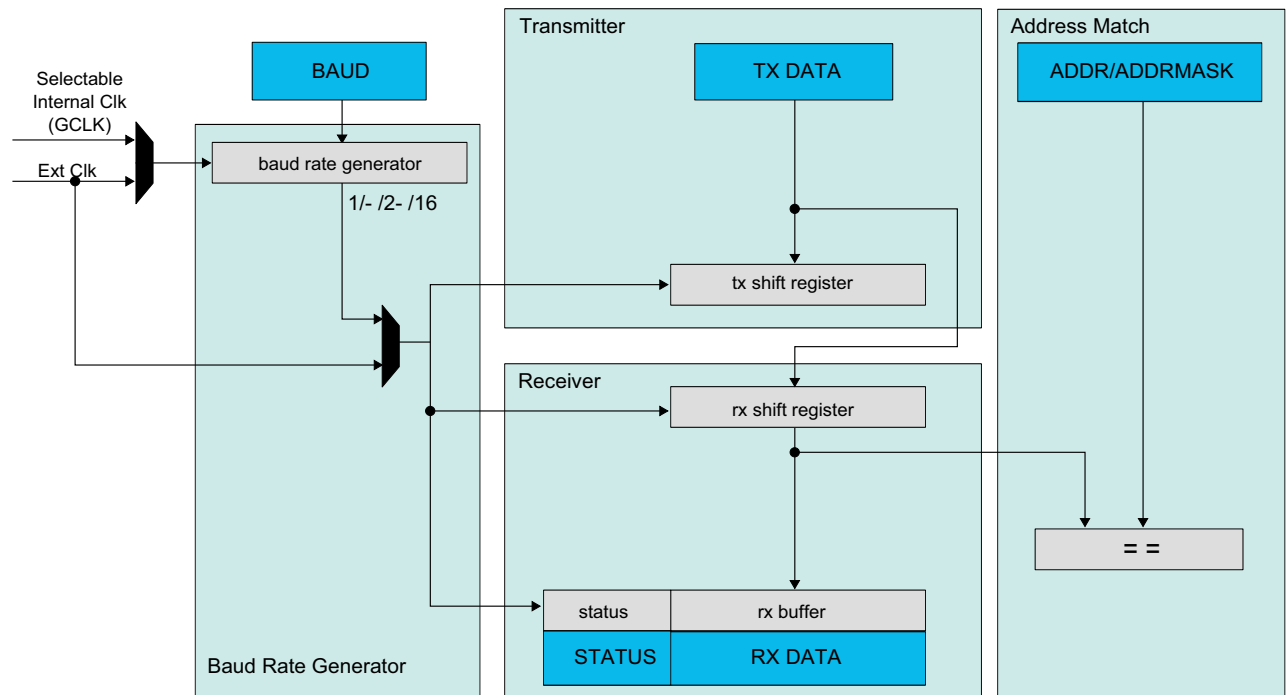 Selectable
Internal Clk
(GCLK)
Ext Clk
BAUD
baud rate generator
1/- /2- /16
Baud Rate Generator
Transmitter
TX DATA
tx shift register
Receiver
rx shift register
status
rx buffer
STATUS
RX DATA
Address Match
ADDR/ADDRMASK
= =